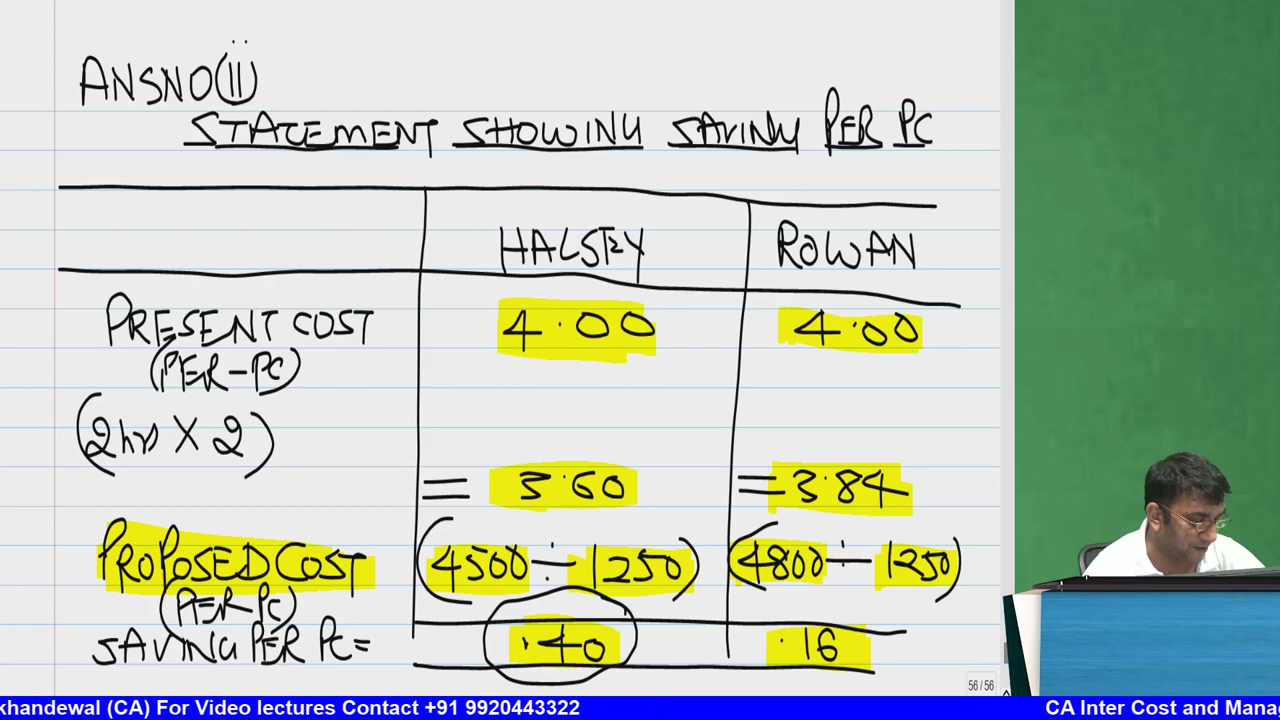 ANSNO(ii)
STATEMENT SHOWING SAVING PER PC
HALSEY ROWAN
PRESENT COST 4.00 4.00
(PER-PC)
(2hrs X 2)
= 3.60 = 3.84
PROPOSED COST (4500 ÷ 1250) (4800 ÷ 1250)
(PER-PC)
SAVING PER PC= .40 .16
56 / 56
khandewal (CA) For Video lectures Contact +91 9920443322 CA Inter Cost and Mana